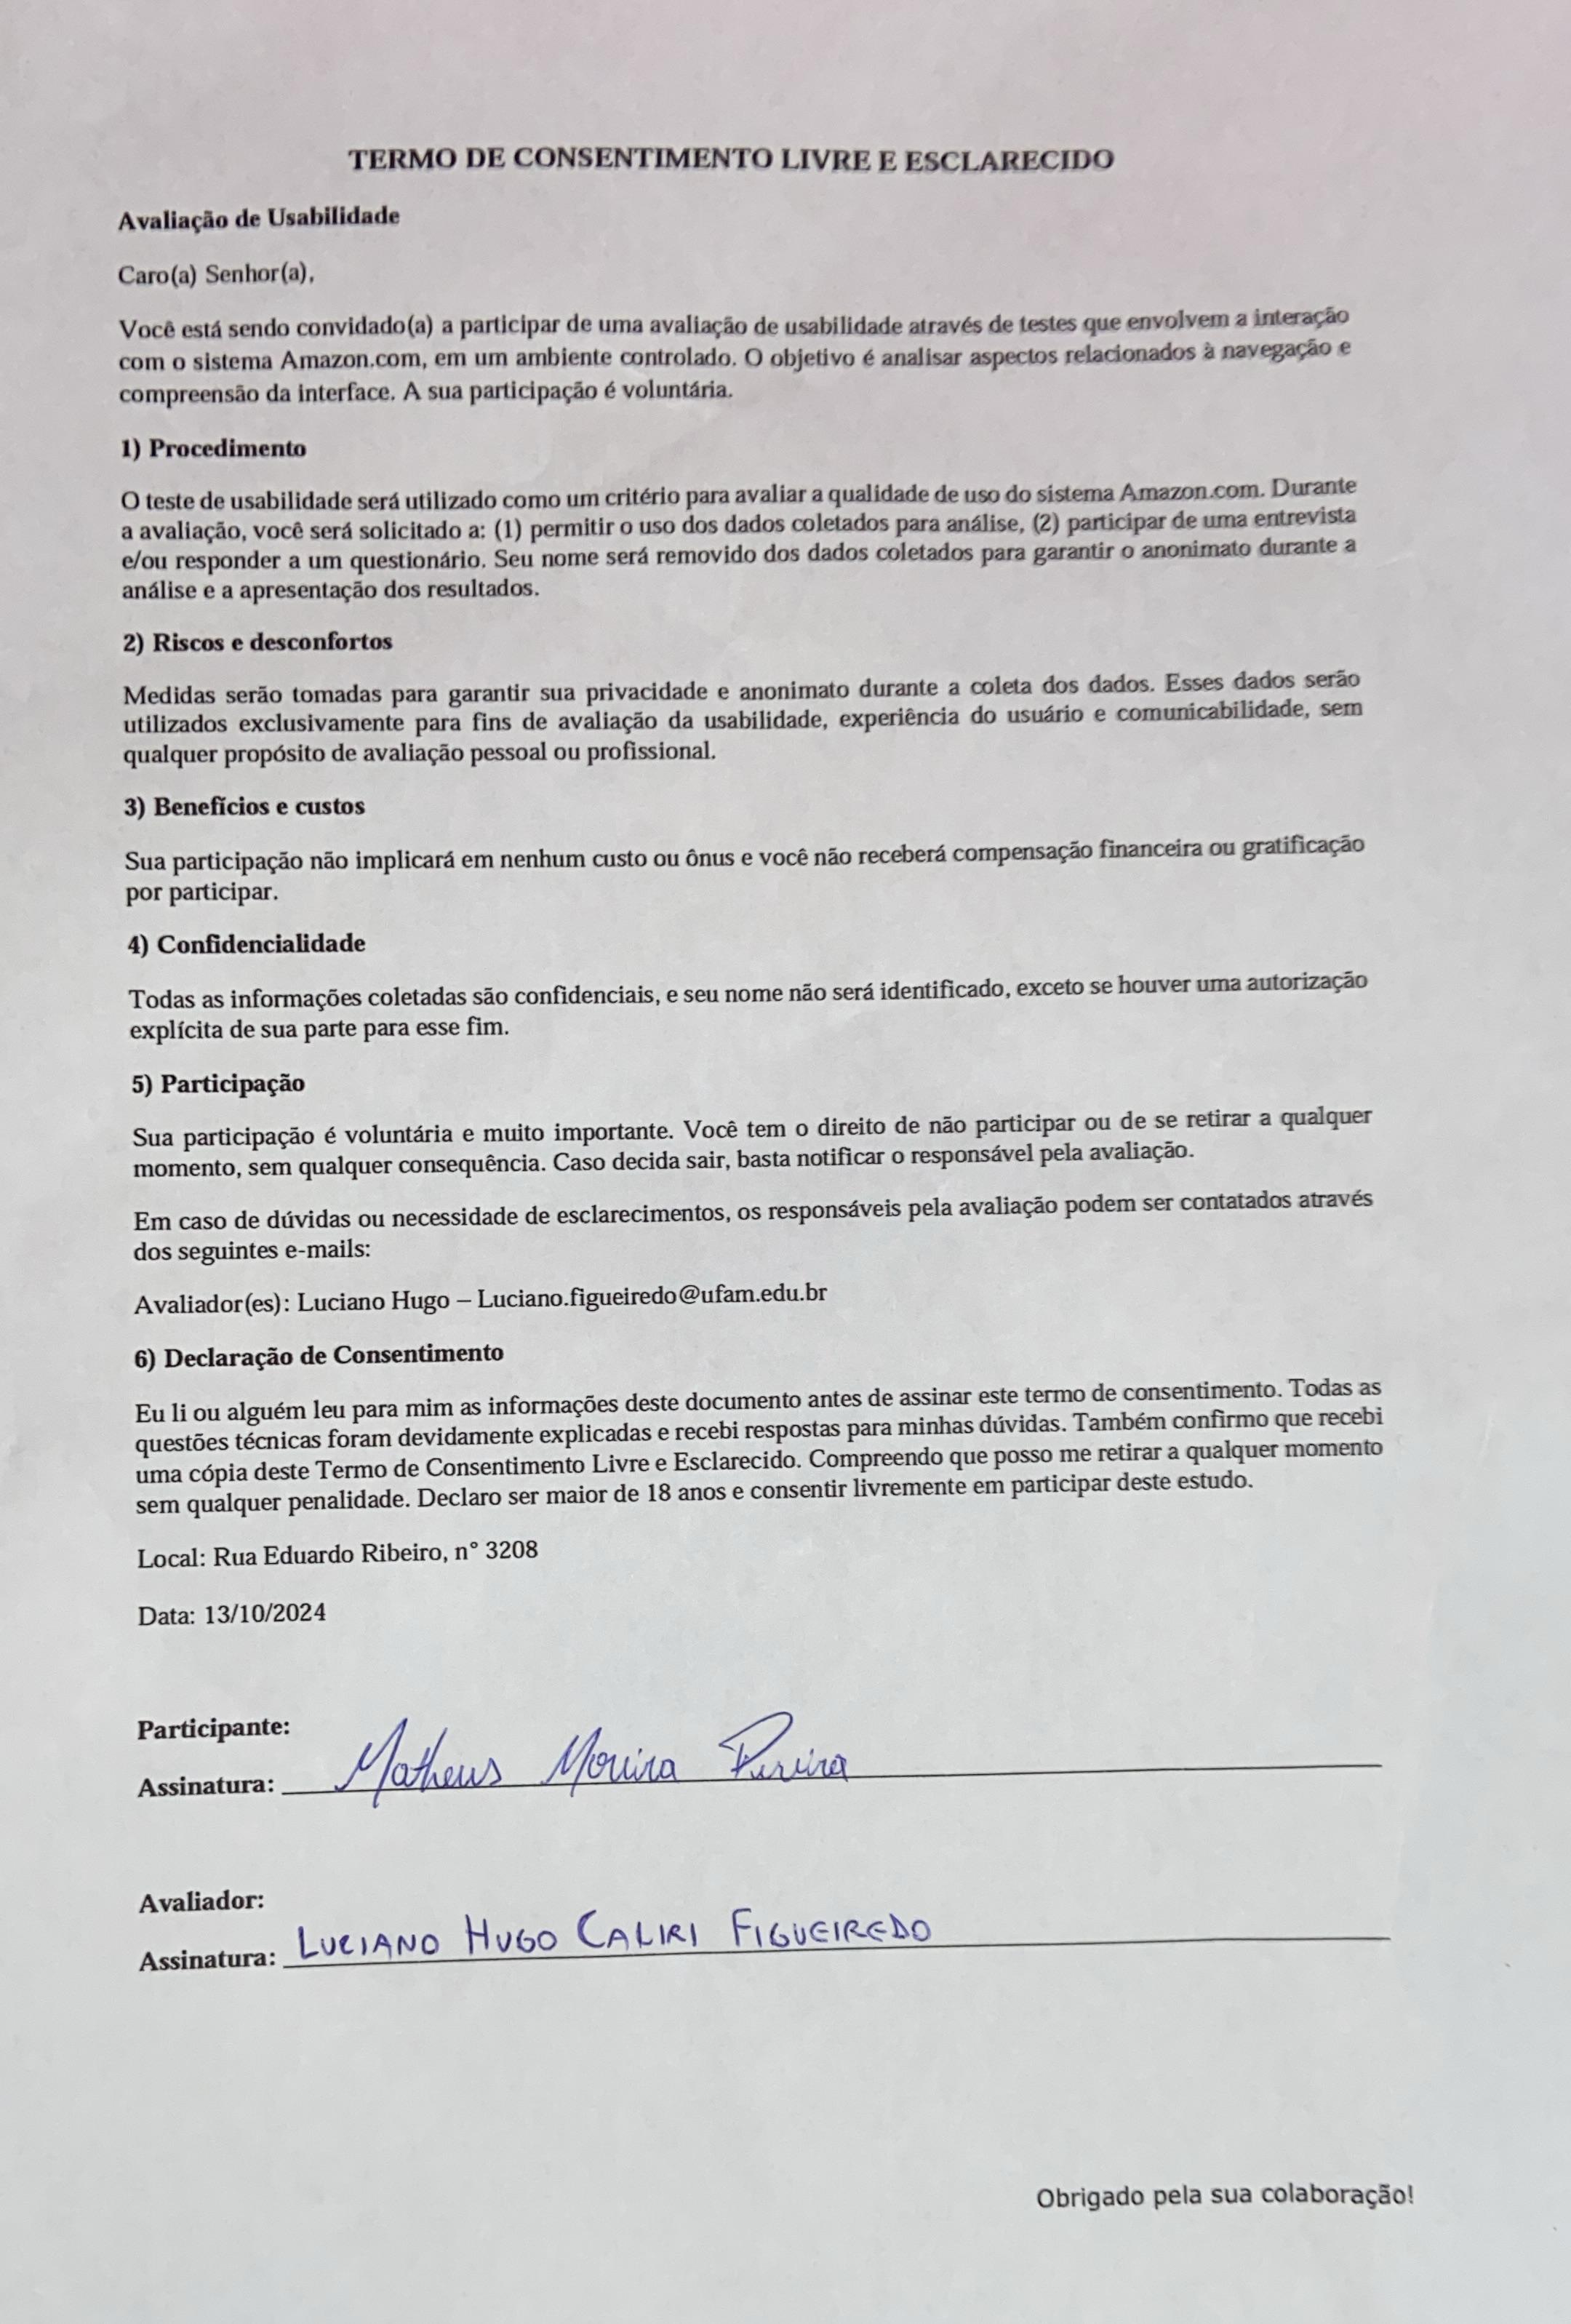 TERMO DE CONSENTIMENTO LIVRE E ESCLARECIDO
Avaliação de Usabilidade
Caro(a) Senhor(a),
Você está sendo convidado(a) a participar de uma avaliação de usabilidade através de testes que envolvem a interação
com o sistema Amazon.com, em um ambiente controlado. O objetivo é analisar aspectos relacionados à navegação e
compreensão da interface. A sua participação é voluntária.
1) Procedimento
O teste de usabilidade será utilizado como um critério para avaliar a qualidade de uso do sistema Amazon.com. Durante
a avaliação, você será solicitado a: (1) permitir o uso dos dados coletados para análise, (2) participar de uma entrevista
e/ou responder a um questionário. Seu nome será removido dos dados coletados para garantir o anonimato durante a
análise e a apresentação dos resultados.
2) Riscos e desconfortos
Medidas serão tomadas para garantir sua privacidade e anonimato durante a coleta dos dados. Esses dados serão
utilizados exclusivamente para fins de avaliação da usabilidade, experiência do usuário e comunicabilidade, sem
qualquer propósito de avaliação pessoal ou profissional.
3) Benefícios e custos
Sua participação não implicará em nenhum custo ou ônus e você não receberá compensação financeira ou gratificação
por participar.
4) Confidencialidade
Todas as informações coletadas são confidenciais, e seu nome não será identificado, exceto se houver uma autorização
explícita de sua parte para esse fim.
5) Participação
Sua participação é voluntária e muito importante. Você tem o direito de não participar ou de se retirar a qualquer
momento, sem qualquer consequência. Caso decida sair, basta notificar o responsável pela avaliação.
Em caso de dúvidas ou necessidade de esclarecimentos, os responsáveis pela avaliação podem ser contatados através
dos seguintes e-mails:
Avaliador(es): Luciano Hugo – Luciano.figueiredo@ufam.edu.br
6) Declaração de Consentimento
Eu li ou alguém leu para mim as informações deste documento antes de assinar este termo de consentimento. Todas as
questões técnicas foram devidamente explicadas e recebi respostas para minhas dúvidas. Também confirmo que recebi
uma cópia deste Termo de Consentimento Livre e Esclarecido. Compreendo que posso me retirar a qualquer momento
sem qualquer penalidade. Declaro ser maior de 18 anos e consentir livremente em participar deste estudo.
Local: Rua Eduardo Ribeiro, n° 3208
Data: 13/10/2024
Participante:
Assinatura: Matheus Moreira Pereira
Avaliador:
Assinatura: LUCIANO HUGO CALIRI FIGUEIREDO
Obrigado pela sua colaboração!